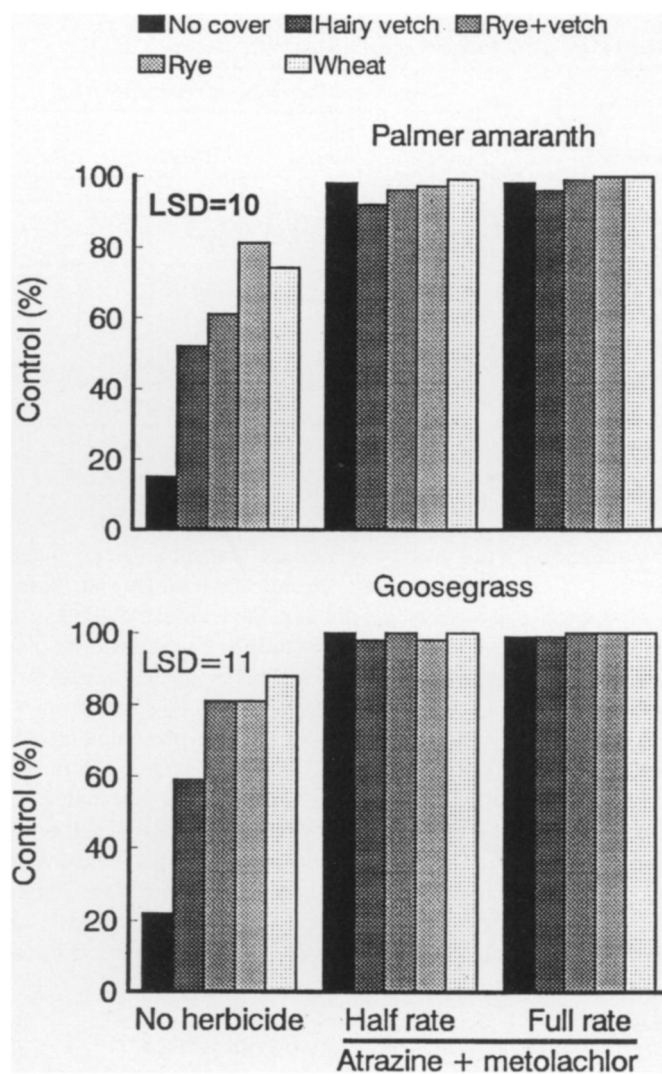 No cover Hairy vetch Rye+vetch
Rye Wheat
Palmer amaranth
LSD=10
Control (%)
100
80
60
40
20
0
Goosegrass
LSD=11
Control (%)
100
80
60
40
20
0
No herbicide Half rate Full rate
Atrazine + metolachlor